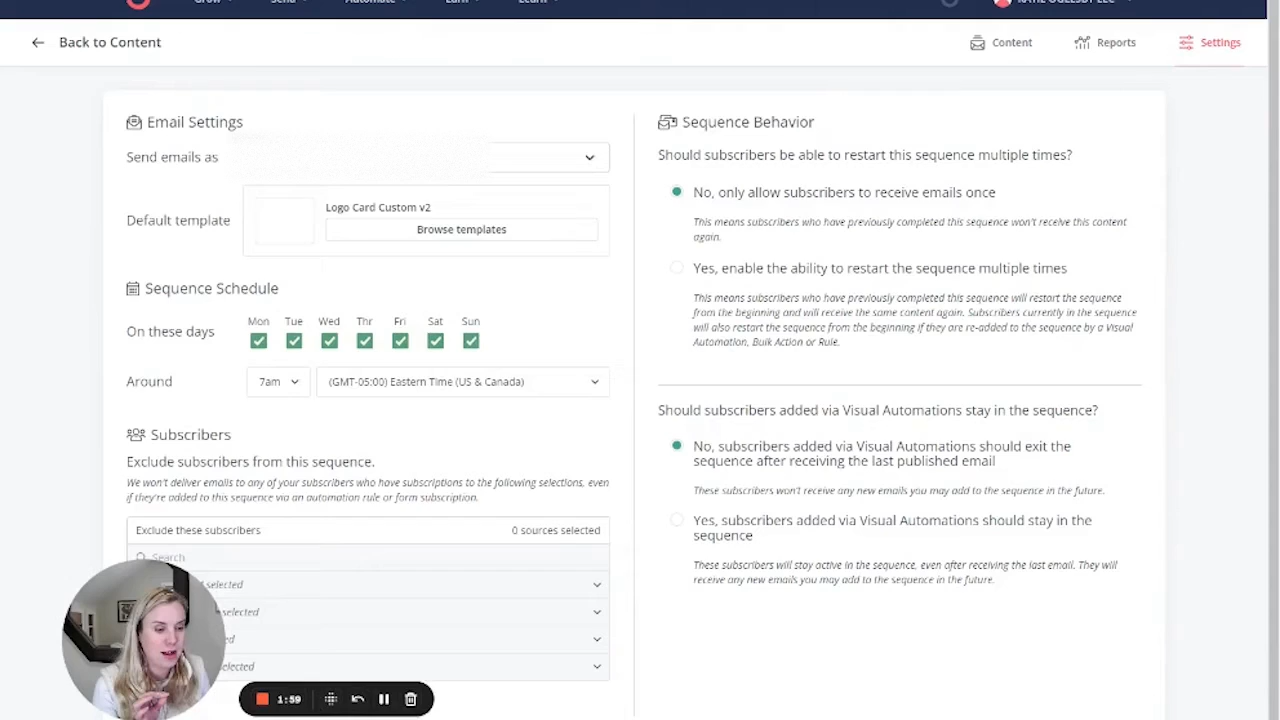 Grow
Send
Automate
Earn
Learn
Back to Content
Content
Reports
Settings
Email Settings
Send emails as
Default template
Logo Card Custom v2
Browse templates
Sequence Schedule
Mon Tue Wed Thr Fri Sat Sun
On these days
Around
7am
(GMT-05:00) Eastern Time (US & Canada)
Subscribers
Exclude subscribers from this sequence.
We won't deliver emails to any of your subscribers who have subscriptions to the following selections, even
if they're added to this sequence via an automation rule or form subscription.
Exclude these subscribers
0 sources selected
Search
selected
selected
selected
1:59
Sequence Behavior
Should subscribers be able to restart this sequence multiple times?
No, only allow subscribers to receive emails once
This means subscribers who have previously completed this sequence won't receive this content
again.
Yes, enable the ability to restart the sequence multiple times
This means subscribers who have previously completed this sequence will restart the sequence
from the beginning and will receive the same content again. Subscribers currently in the sequence
will also restart the sequence from the beginning if they are re-added to the sequence by a Visual
Automation, Bulk Action or Rule.
Should subscribers added via Visual Automations stay in the sequence?
No, subscribers added via Visual Automations should exit the
sequence after receiving the last published email
These subscribers won't receive any new emails you may add to the sequence in the future.
Yes, subscribers added via Visual Automations should stay in the
sequence
These subscribers will stay active in the sequence, even after receiving the last email. They will
receive any new emails you may add to the sequence in the future.